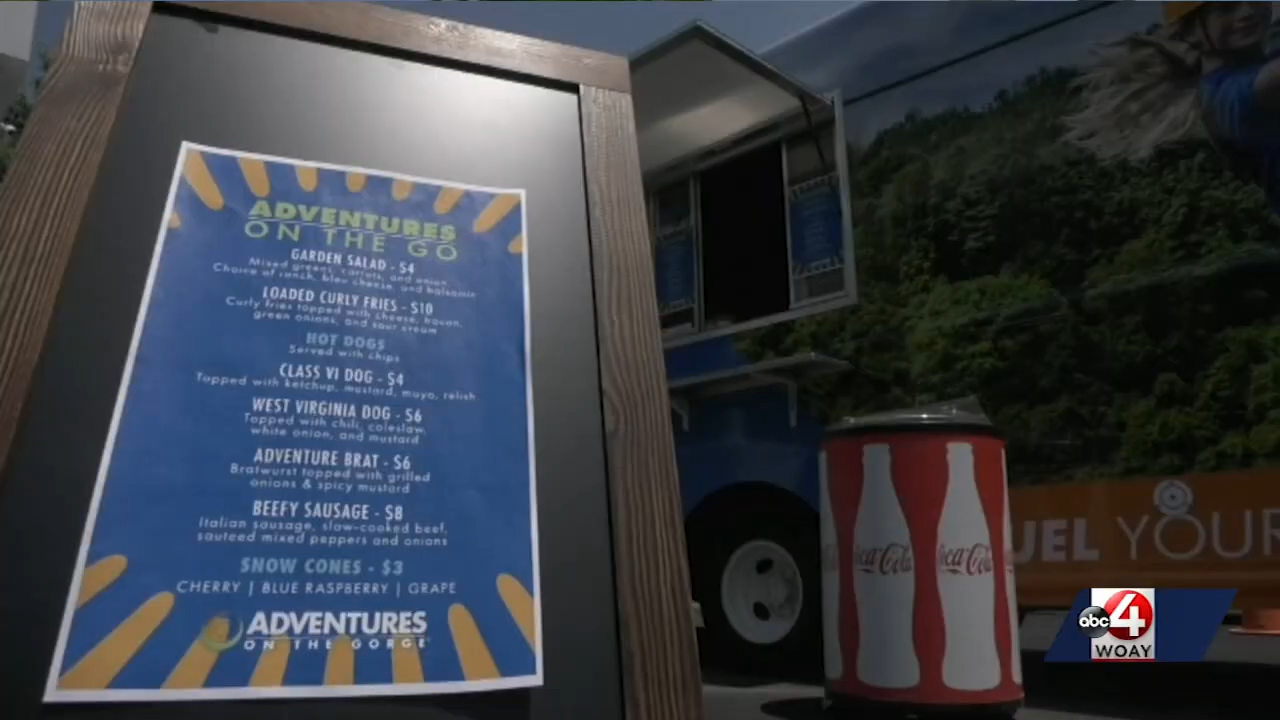 ADVENTURES
ON THE GO
GARDEN SALAD - $4
Mixed greens, carrots, and onion
Choice of ranch, bleu cheese, and balsamic
LOADED CURLY FRIES - $10
Curly fries topped with cheese, bacon,
green onions, and sour cream
HOT DOGS
Served with chips
CLASS VI DOG - $4
Topped with ketchup, mustard, mayo, relish
WEST VIRGINIA DOG - $6
Topped with chili, coleslaw,
white onion, and mustard
ADVENTURE BRAT - $6
Bratwurst topped with grilled
onions & spicy mustard
BEEFY SAUSAGE - $8
Italian sausage, slow-cooked beef,
sauteed mixed peppers and onions
SNOW CONES - $3
CHERRY | BLUE RASPBERRY | GRAPE
ADVENTURES
ON THE GORGE
Coca-Cola
Coca-Cola
UEL YOUR
abc 4
WOAY